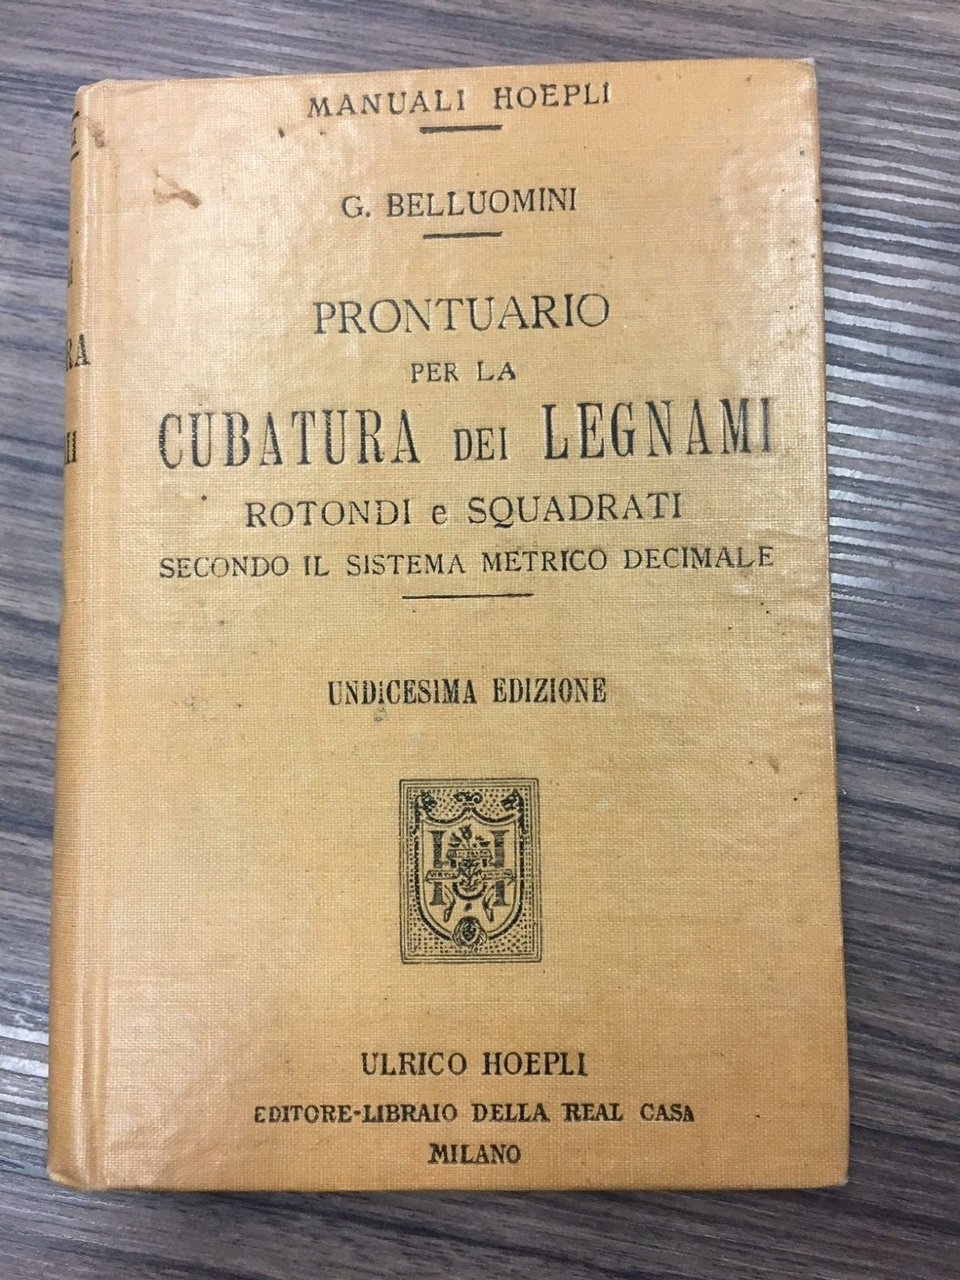 MANUALI HOEPLI
G. BELLUOMINI
PRONTUARIO
PER LA
CUBATURA DEI LEGNAMI
ROTONDI e SQUADRATI
SECONDO IL SISTEMA METRICO DECIMALE
UNDICESIMA EDIZIONE
ULRICO HOEPLI
EDITORE-LIBRAIO DELLA REAL CASA
MILANO